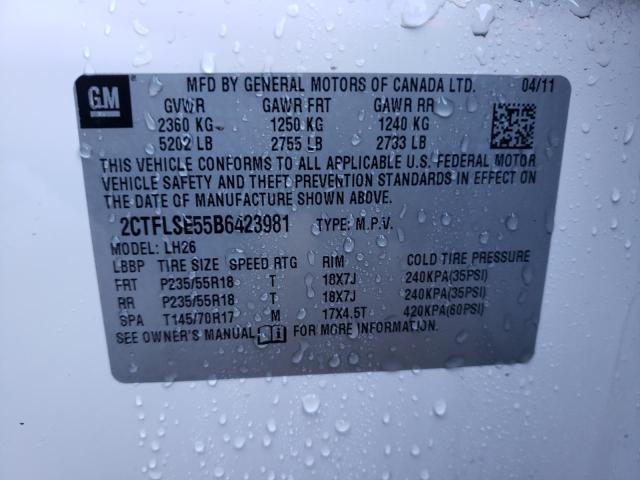 GM
MFD BY GENERAL MOTORS OF CANADA LTD. 04/11
GVWR GAWR FRT GAWR RR
2360 KG 1250 KG 1240 KG
5202 LB 2755 LB 2733 LB
THIS VEHICLE CONFORMS TO ALL APPLICABLE U.S. FEDERAL MOTOR
VEHICLE SAFETY AND THEFT PREVENTION STANDARDS IN EFFECT ON
THE DATE OF MANUFACTURE SHOWN ABOVE.
2CTFLSE55B6423981 TYPE: M.P.V.
MODEL: LH26
LBBP TIRE SIZE SPEED RTG RIM COLD TIRE PRESSURE
FRT P235/55R18 T 18X7J 240KPA(35PSI)
RR P235/55R18 T 18X7J 240KPA(35PSI)
SPA T145/70R17 M 17X4.5T 420KPA(60PSI)
SEE OWNER'S MANUAL FOR MORE INFORMATION.